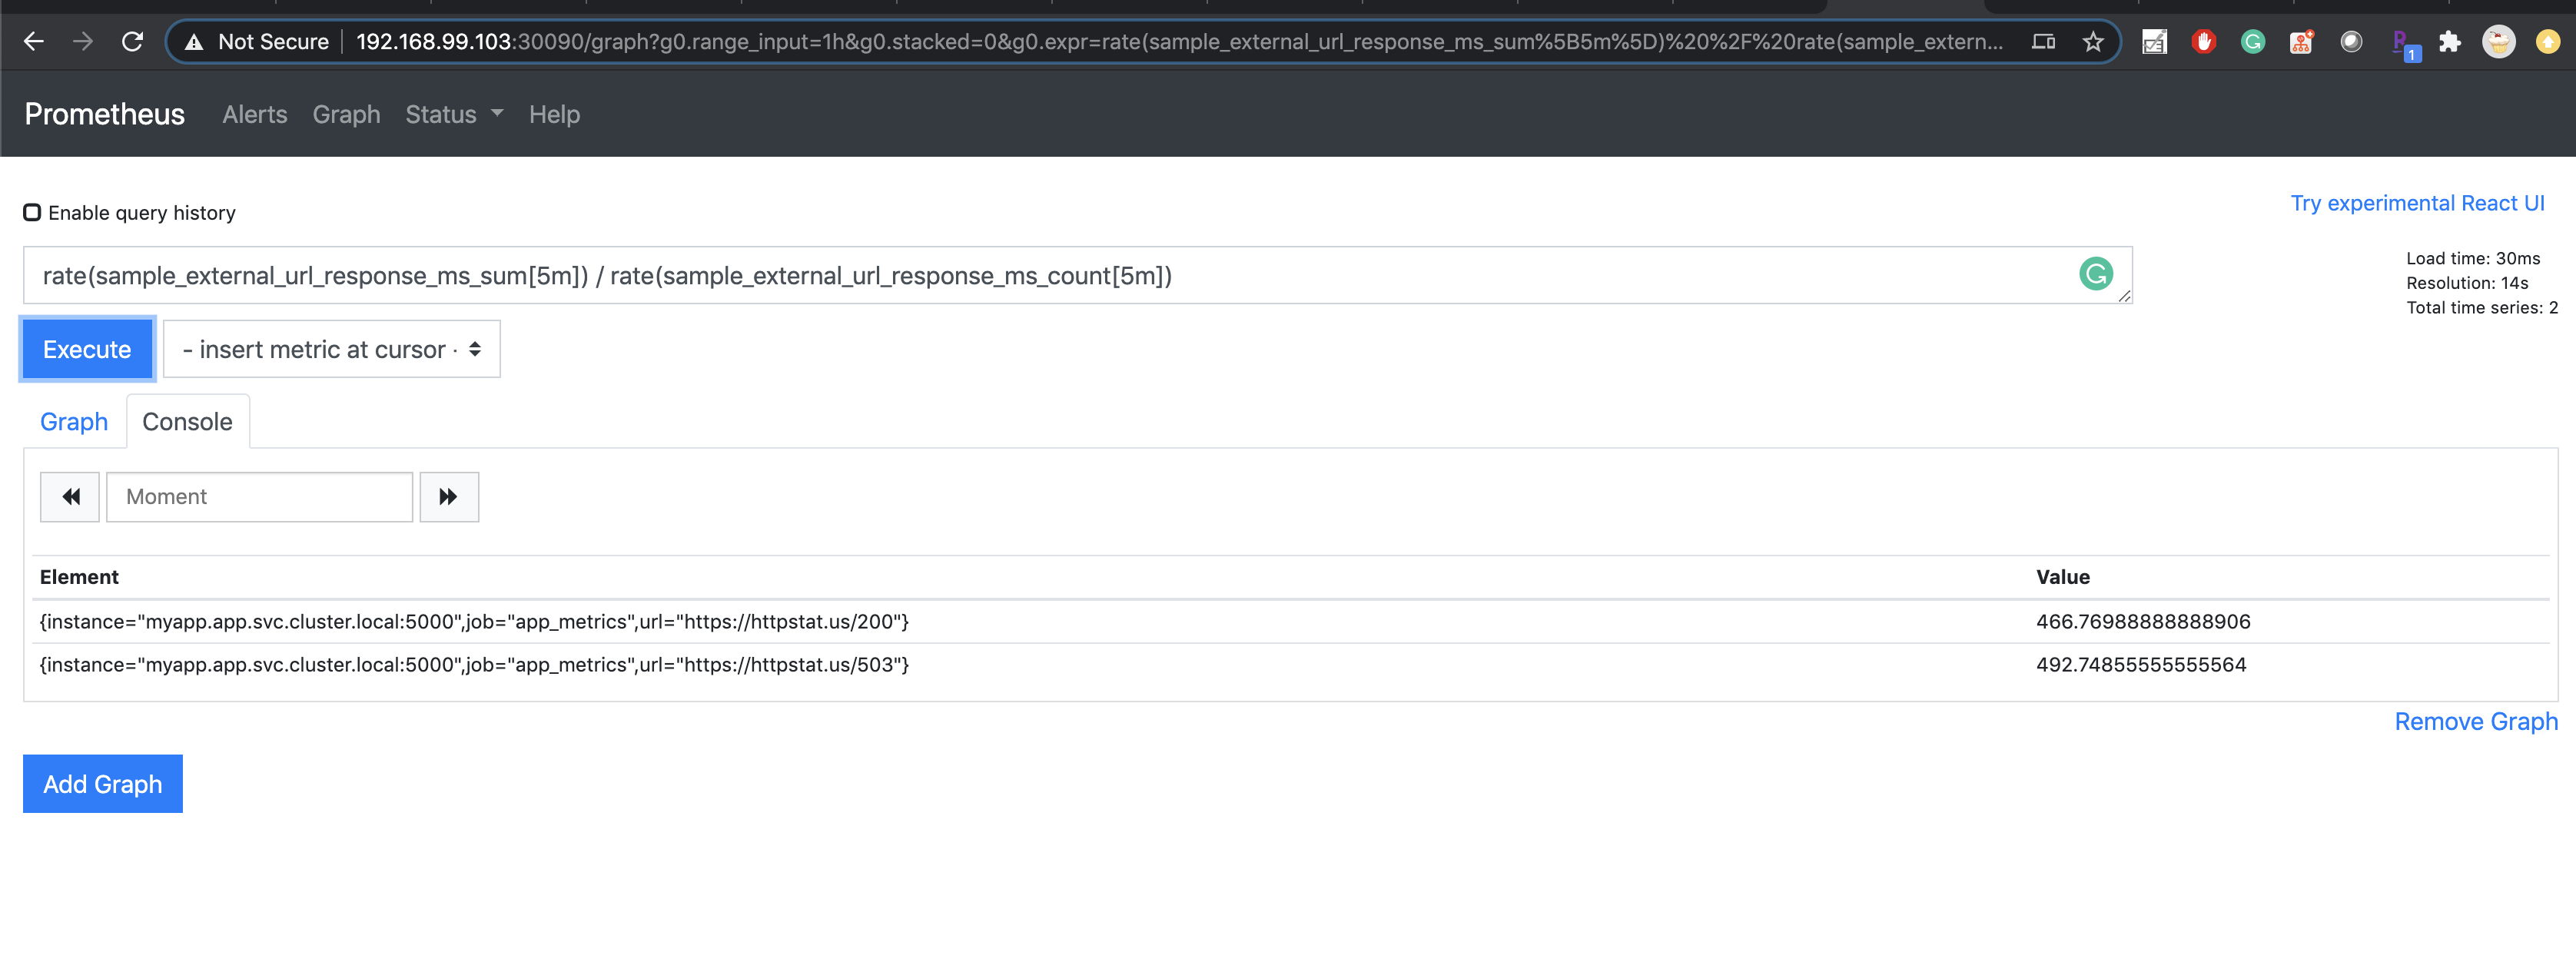 Not Secure 192.168.99.103:30090/graph?g0.range_input=1h&g0.stacked=0&g0.expr=rate(sample_external_url_response_ms_sum%5B5m%5D)%20%2F%20rate(sample_extern...
1
Prometheus Alerts Graph Status Help
Enable query history
Try experimental React UI
rate(sample_external_url_response_ms_sum[5m]) / rate(sample_external_url_response_ms_count[5m])
Load time: 30ms
Resolution: 14s
Total time series: 2
Execute - insert metric at cursor -
Graph Console
Moment
Element Value
{instance="myapp.app.svc.cluster.local:5000",job="app_metrics",url="https://httpstat.us/200"} 466.76988888888906
{instance="myapp.app.svc.cluster.local:5000",job="app_metrics",url="https://httpstat.us/503"} 492.74855555555564
Remove Graph
Add Graph